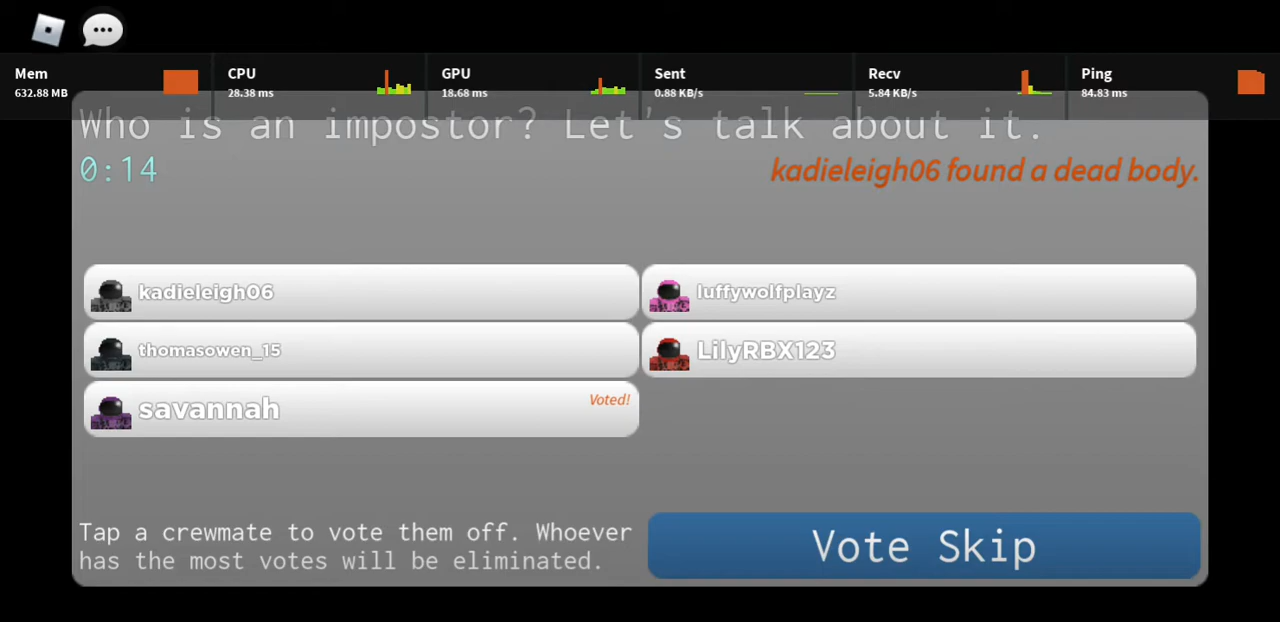 Mem
632.88 MB
CPU
28.38 ms
GPU
18.68 ms
Sent
0.88 KB/s
Recv
5.84 KB/s
Ping
84.83 ms
Who is an impostor? Let's talk about it.
0:14
kadieleigh06 found a dead body.
kadieleigh06
luffywolfplayz
thomasowen_15
LilyRBX123
savannah
Voted!
Tap a crewmate to vote them off. Whoever
has the most votes will be eliminated.
Vote Skip